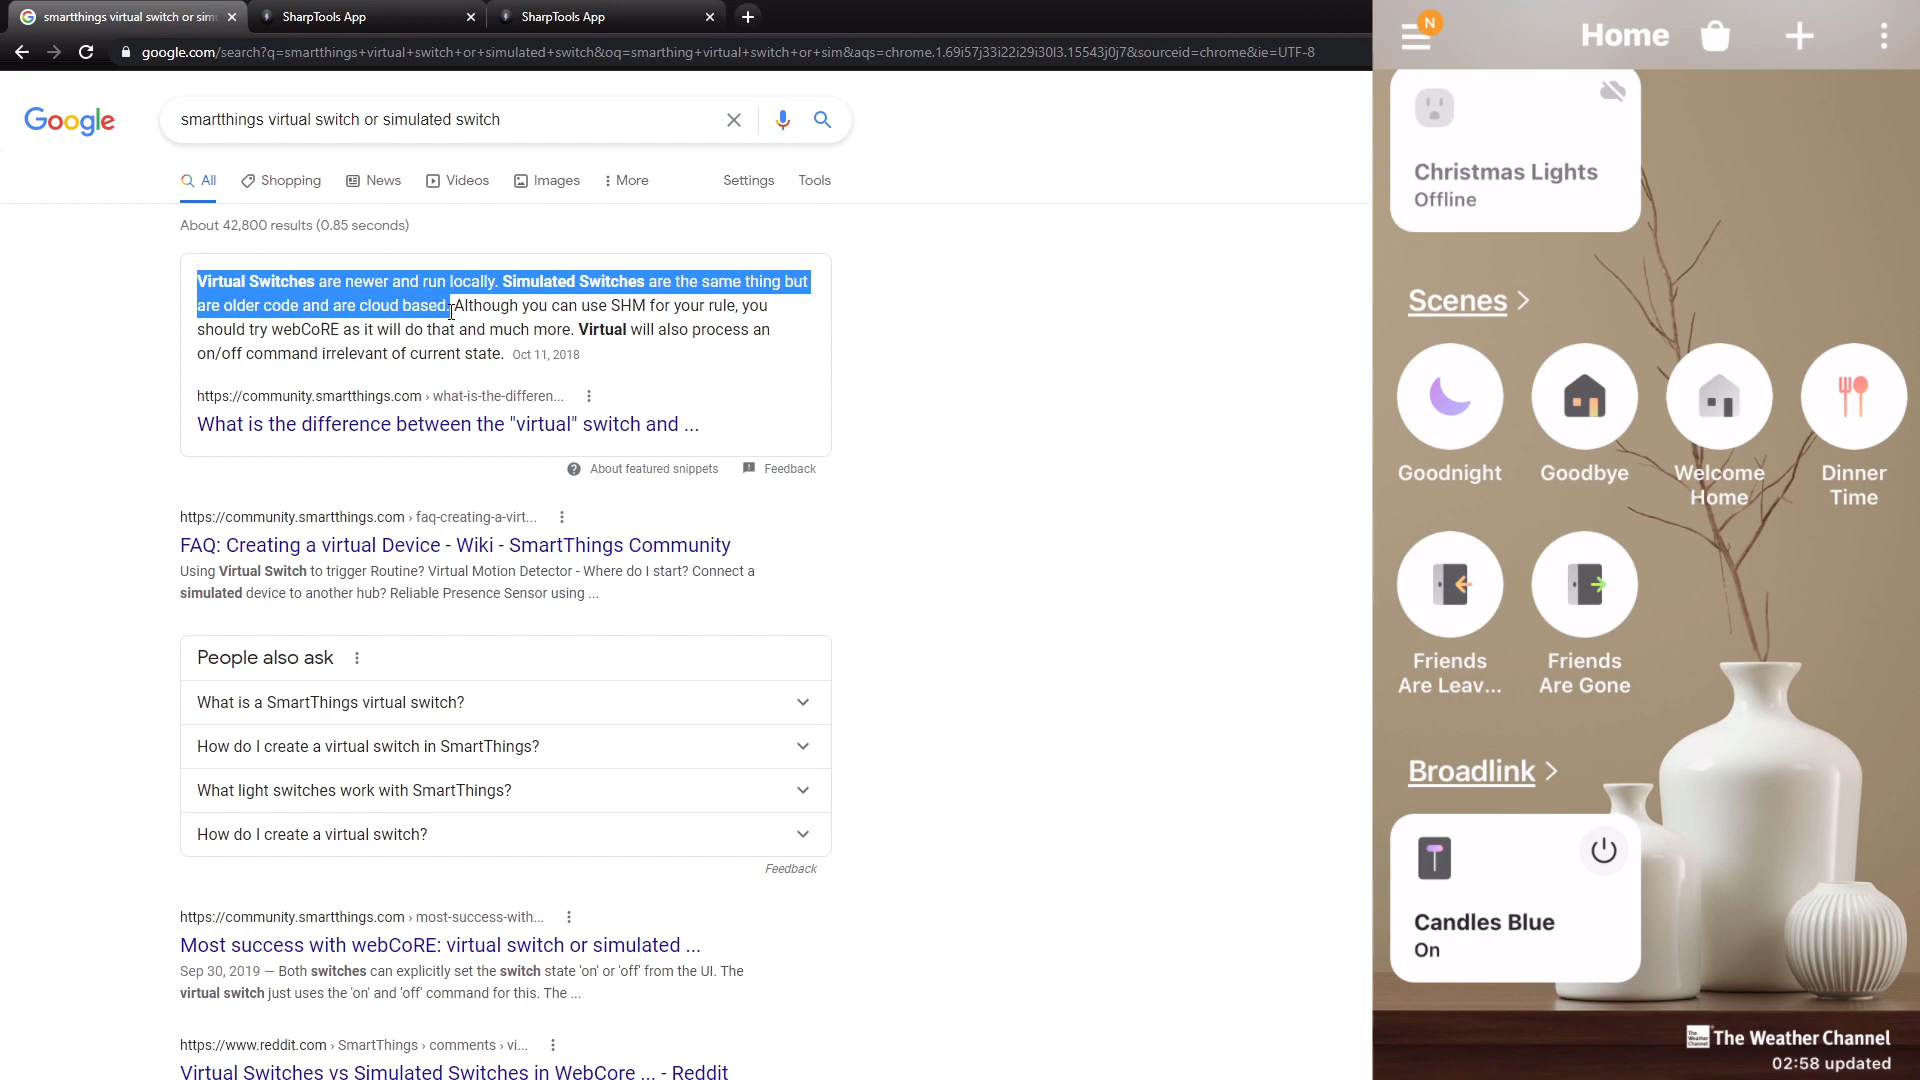 smartthings virtual switch or sim
SharpTools App
SharpTools App
google.com/search?q=smartthings+virtual+switch+or+simulated+switch&oq=smarthing+virtual+switch+or+sim&aqs=chrome.1.69i57j33i22i29i30l3.15543j0j7&sourceid=chrome&ie=UTF-8
Google
smartthings virtual switch or simulated switch
All Shopping News Videos Images More Settings Tools
About 42,800 results (0.85 seconds)
Virtual Switches are newer and run locally. Simulated Switches are the same thing but
are older code and are cloud based. Although you can use SHM for your rule, you
should try webCoRE as it will do that and much more. Virtual will also process an
on/off command irrelevant of current state. Oct 11, 2018
https://community.smartthings.com › what-is-the-differen...
What is the difference between the "virtual" switch and ...
About featured snippets Feedback
https://community.smartthings.com › faq-creating-a-virt...
FAQ: Creating a virtual Device - Wiki - SmartThings Community
Using Virtual Switch to trigger Routine? Virtual Motion Detector - Where do I start? Connect a
simulated device to another hub? Reliable Presence Sensor using ...
People also ask
What is a SmartThings virtual switch?
How do I create a virtual switch in SmartThings?
What light switches work with SmartThings?
How do I create a virtual switch?
Feedback
https://community.smartthings.com › most-success-with...
Most success with webCoRE: virtual switch or simulated ...
Sep 30, 2019 — Both switches can explicitly set the switch state 'on' or 'off' from the UI. The
virtual switch just uses the 'on' and 'off' command for this. The ...
https://www.reddit.com › SmartThings › comments › vi...
Virtual Switches vs Simulated Switches in WebCore ... - Reddit
N
Home
Christmas Lights
Offline
Scenes >
Goodnight
Goodbye
Welcome
Home
Dinner
Time
Friends
Are Leav...
Friends
Are Gone
Broadlink >
Candles Blue
On
The Weather Channel
The Weather Channel
02:58 updated